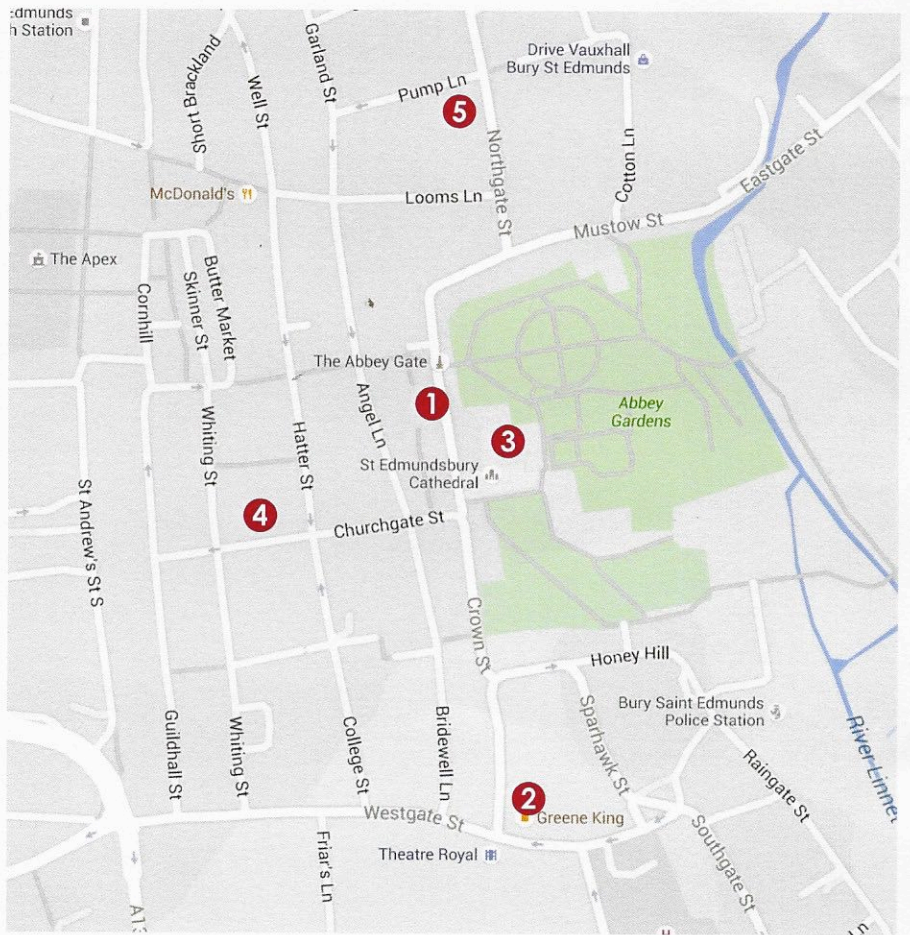 edmunds
h Station
Short Brackland
Well St
Garland St
Pump Ln
5
Drive Vauxhall
Bury St Edmunds
Northgate St
Cotton Ln
Eastgate St
McDonald's
Looms Ln
Mustow St
The Apex
Cornhill
Skinner St
Butter Market
The Abbey Gate
1
Angel Ln
Abbey
Gardens
3
St Edmundsbury
Cathedral
Whiting St
Hatter St
4
St Andrew's St S
Churchgate St
Crown St
Honey Hill
Bury Saint Edmunds
Police Station
Sparhawk St
River Linnet
Raingate St
Guildhall St
Whiting St
College St
Bridewell Ln
2
Greene King
Westgate St
Theatre Royal
Friar's Ln
Southgate St
A13
Ln
H